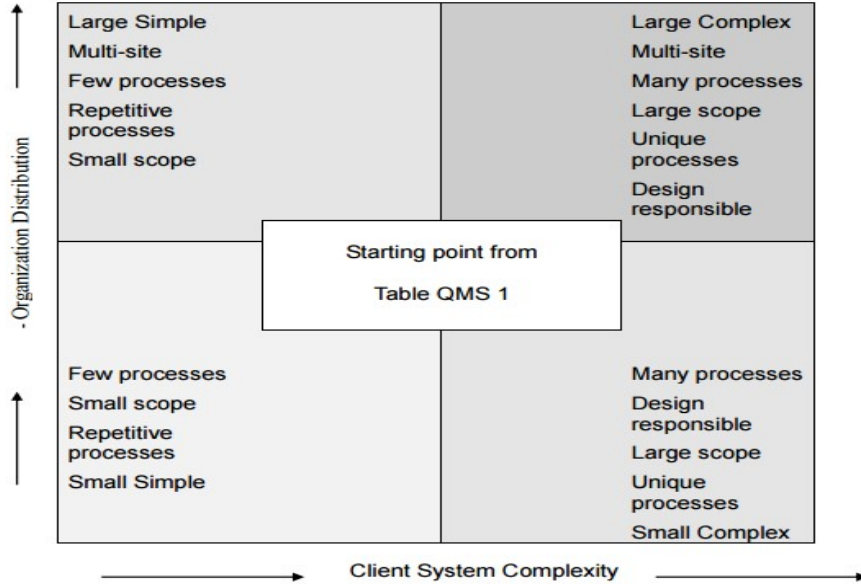 Large Simple
Multi-site
Few processes
Repetitive
processes
Small scope
Large Complex
Multi-site
Many processes
Large scope
Unique
processes
Design
responsible
- Organization Distribution
Starting point from
Table QMS 1
Few processes
Small scope
Repetitive
processes
Small Simple
Many processes
Design
responsible
Large scope
Unique
processes
Small Complex
Client System Complexity